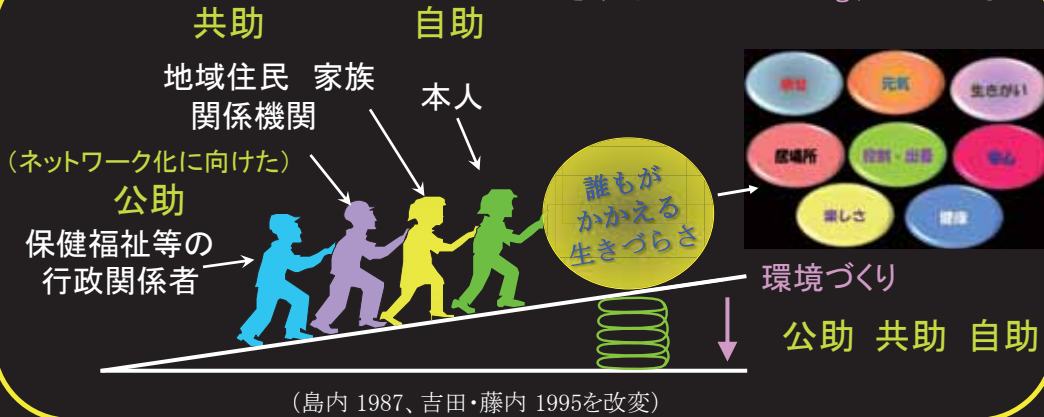 共助
自助
地域住民 家族
関係機関
本人
(ネットワーク化に向けた)
公助
保健福祉等の
行政関係者
誰もが
かかえる
生きづらさ
幸せ
元気
生きがい
居場所
役割・出番
安心
楽しさ
健康
環境づくり
公助 共助 自助
(島内 1987、吉田・藤内 1995を改変)